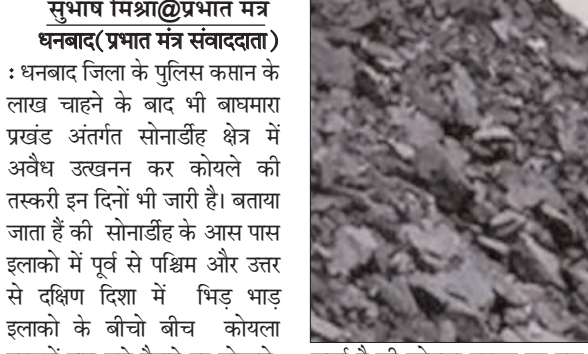 सुभाष मिश्रा@प्रभात मंत्र
धनबाद(प्रभात मंत्र संवाददाता)
: धनबाद जिला के पुलिस कप्तान के
लाख चाहने के बाद भी बाघमारा
प्रखंड अंतर्गत सोनार्डीह क्षेत्र में
अवैध उत्खनन कर कोयले की
तस्करी इन दिनों भी जारी है। बताया
जाता हैं की सोनार्डीह के आस पास
इलाको में पूर्व से पश्चिम और उत्तर
से दक्षिण दिशा में भिड़ भाड़
इलाको के बीचो बीच कोयला